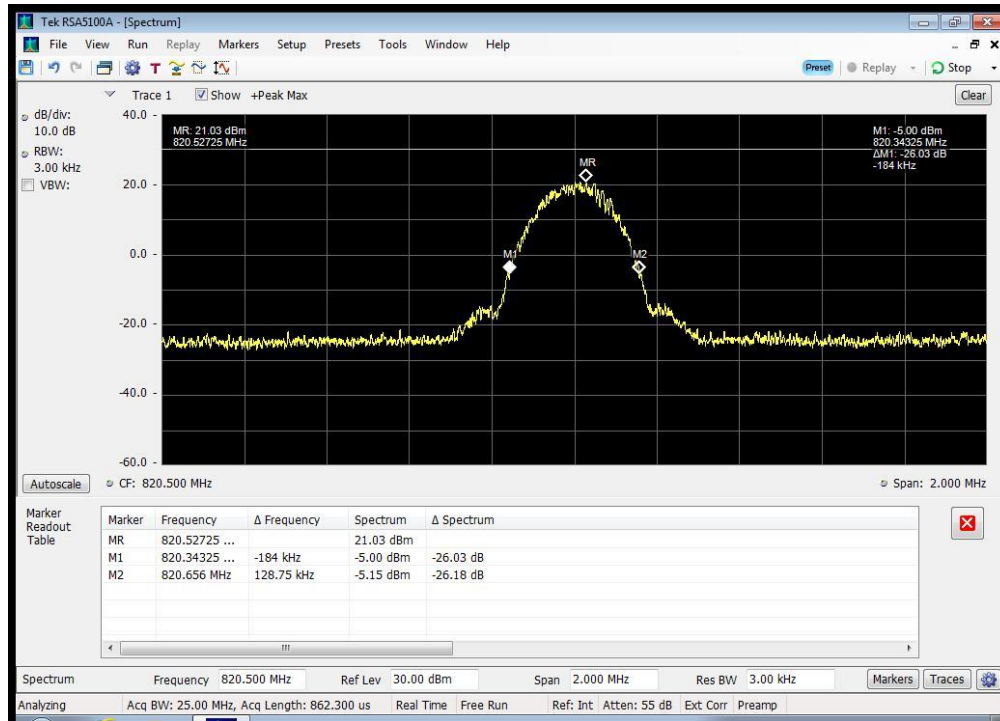 Tek RSA5100A - [Spectrum]
File View Run Replay Markers Setup Presets Tools Window Help
T Preset Replay Stop
Trace 1 Show +Peak Max Clear
dB/div:
10.0 dB
RBW:
3.00 kHz
VBW:
40.0 -
20.0 -
0.0 -
-20.0 -
-40.0 -
-60.0 -
MR: 21.03 dBm
820.52725 MHz
M1: -5.00 dBm
820.34325 MHz
ΔM1: -26.03 dB
-184 kHz
MR
M1
M2
Autoscale CF: 820.500 MHz Span: 2.000 MHz
Marker
Readout
Table
Marker Frequency Δ Frequency Spectrum Δ Spectrum
MR 820.52725 ... 21.03 dBm
M1 820.34325 ... -184 kHz -5.00 dBm -26.03 dB
M2 820.656 MHz 128.75 kHz -5.15 dBm -26.18 dB
Spectrum Frequency 820.500 MHz Ref Lev 30.00 dBm Span 2.000 MHz Res BW 3.00 kHz Markers Traces
Analyzing Acq BW: 25.00 MHz, Acq Length: 862.300 us Real Time Free Run Ref: Int Atten: 55 dB Ext Corr Preamp